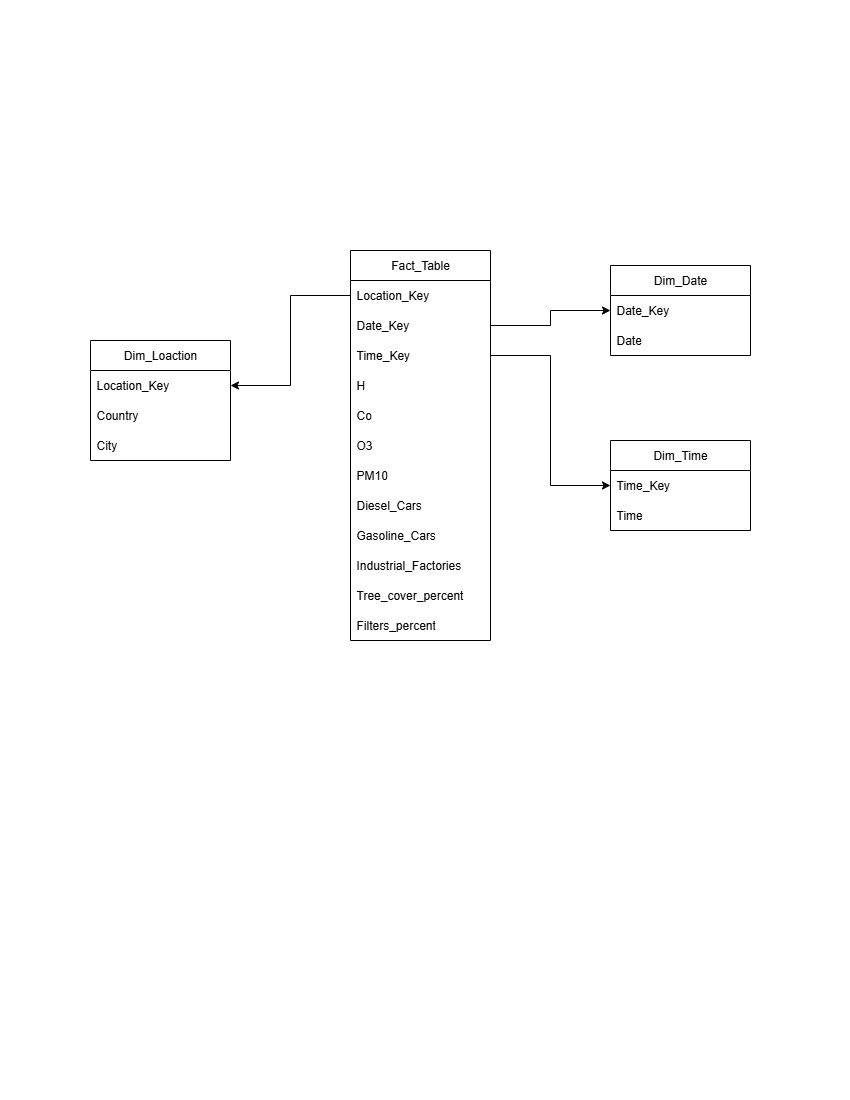 Fact_Table
Location_Key
Date_Key
Time_Key
H
Co
O3
PM10
Diesel_Cars
Gasoline_Cars
Industrial_Factories
Tree_cover_percent
Filters_percent
Dim_Loaction
Location_Key
Country
City
Dim_Date
Date_Key
Date
Dim_Time
Time_Key
Time